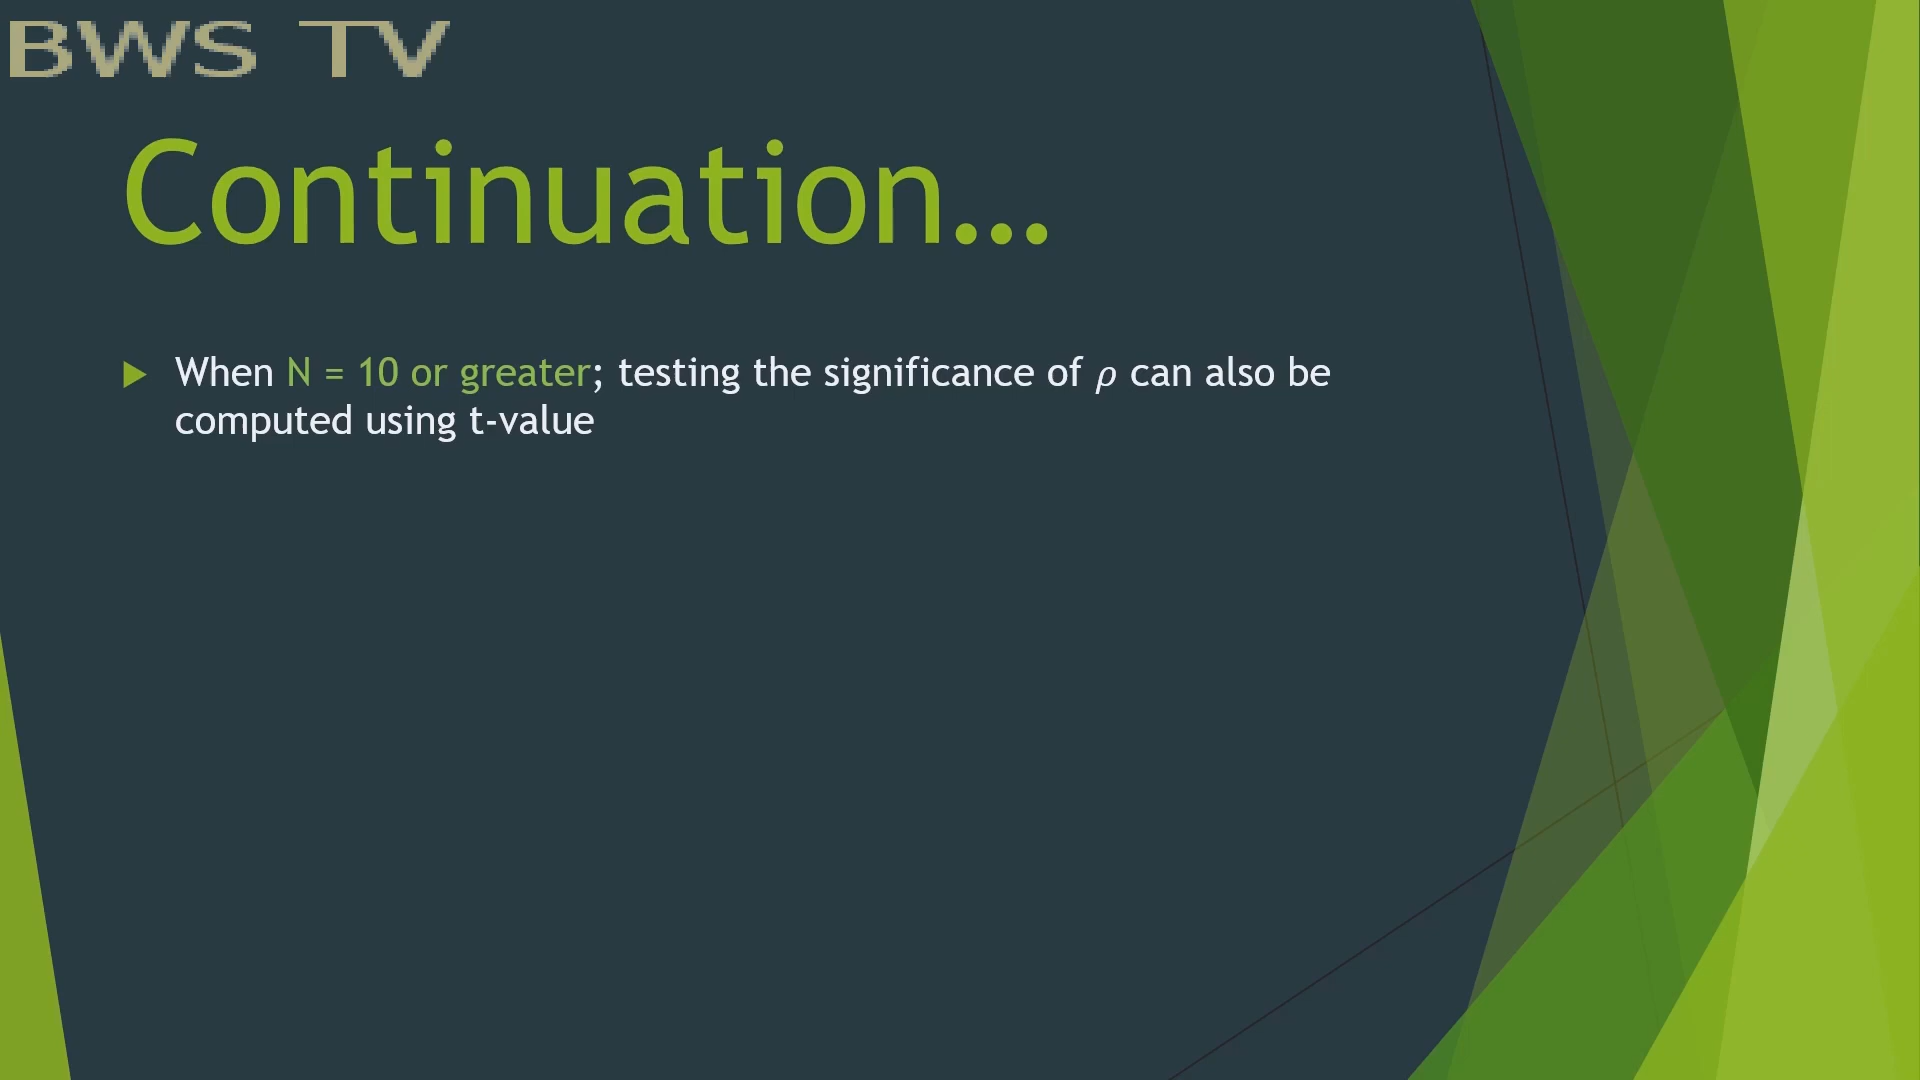 BWS TV
Continuation…
When N = 10 or greater; testing the significance of ρ can also be
computed using t-value